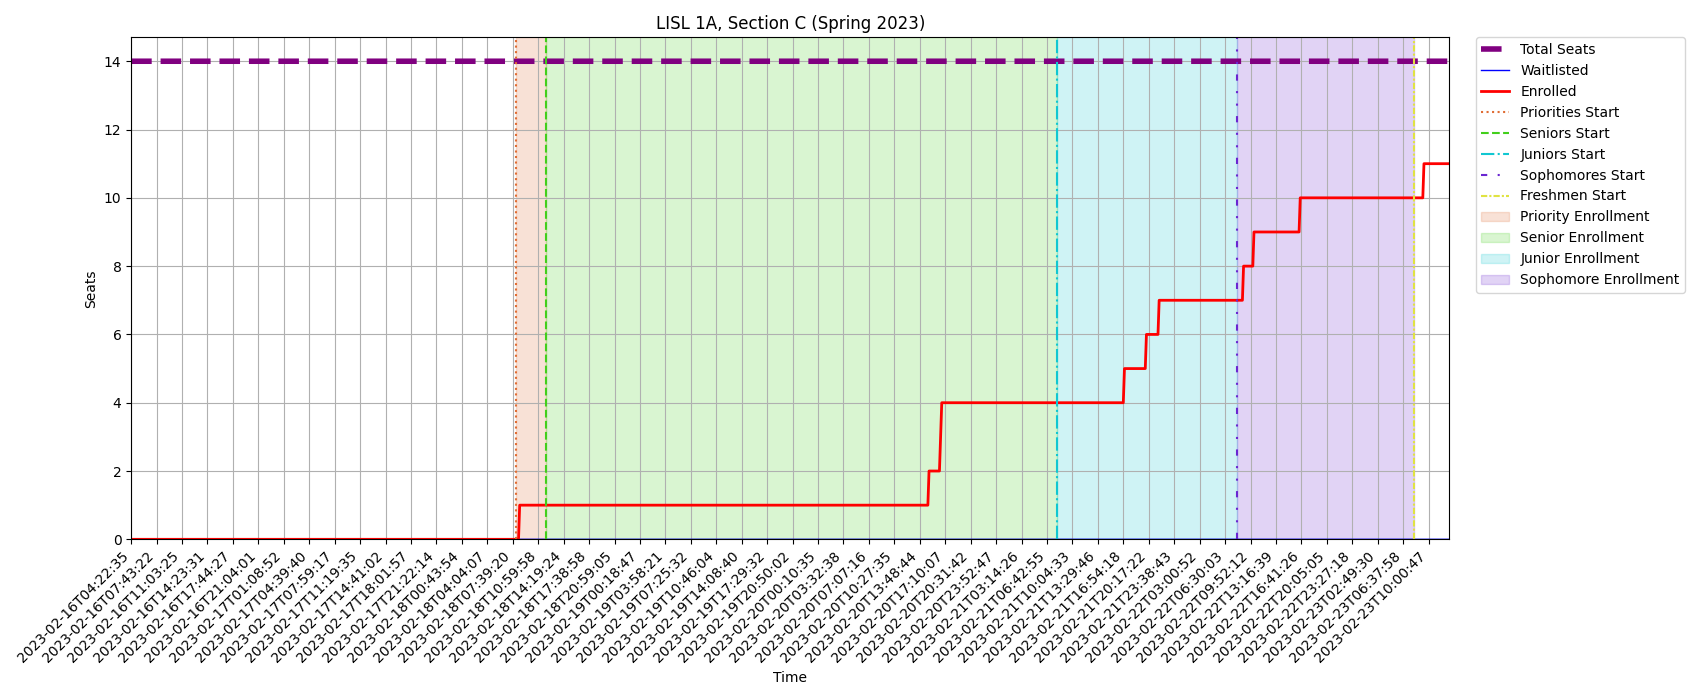 LISL 1A, Section C (Spring 2023)
Seats
14
12
10
8
6
4
2
0
2023-02-16T04:22:35
2023-02-16T07:43:22
2023-02-16T11:03:25
2023-02-16T14:23:31
2023-02-16T17:44:27
2023-02-16T21:04:01
2023-02-17T01:08:52
2023-02-17T04:39:40
2023-02-17T07:59:17
2023-02-17T11:19:35
2023-02-17T14:41:02
2023-02-17T18:01:57
2023-02-17T21:22:14
2023-02-18T00:43:54
2023-02-18T04:04:07
2023-02-18T07:39:20
2023-02-18T10:59:58
2023-02-18T14:19:24
2023-02-18T17:38:58
2023-02-18T20:59:05
2023-02-19T00:18:47
2023-02-19T03:58:21
2023-02-19T07:25:32
2023-02-19T10:46:04
2023-02-19T14:08:40
2023-02-19T17:29:32
2023-02-19T20:50:02
2023-02-20T00:10:35
2023-02-20T03:32:38
2023-02-20T07:07:16
2023-02-20T10:27:35
2023-02-20T13:48:44
2023-02-20T17:10:07
2023-02-20T20:31:42
2023-02-20T23:52:47
2023-02-21T03:14:26
2023-02-21T06:42:55
2023-02-21T10:04:33
2023-02-21T13:29:46
2023-02-21T16:54:18
2023-02-21T20:17:22
2023-02-21T23:38:43
2023-02-22T03:00:52
2023-02-22T06:30:03
2023-02-22T09:52:12
2023-02-22T13:16:39
2023-02-22T16:41:26
2023-02-22T20:05:05
2023-02-22T23:27:18
2023-02-23T02:49:30
2023-02-23T06:37:58
2023-02-23T10:00:47
Time
Total Seats
Waitlisted
Enrolled
Priorities Start
Seniors Start
Juniors Start
Sophomores Start
Freshmen Start
Priority Enrollment
Senior Enrollment
Junior Enrollment
Sophomore Enrollment